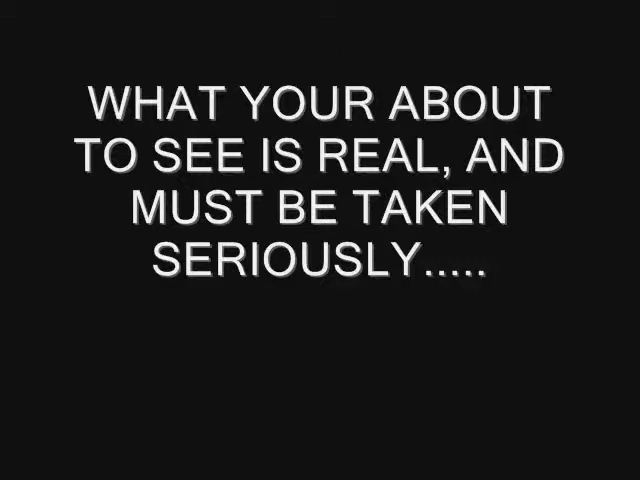 WHAT YOUR ABOUT
TO SEE IS REAL, AND
MUST BE TAKEN
SERIOUSLY.....